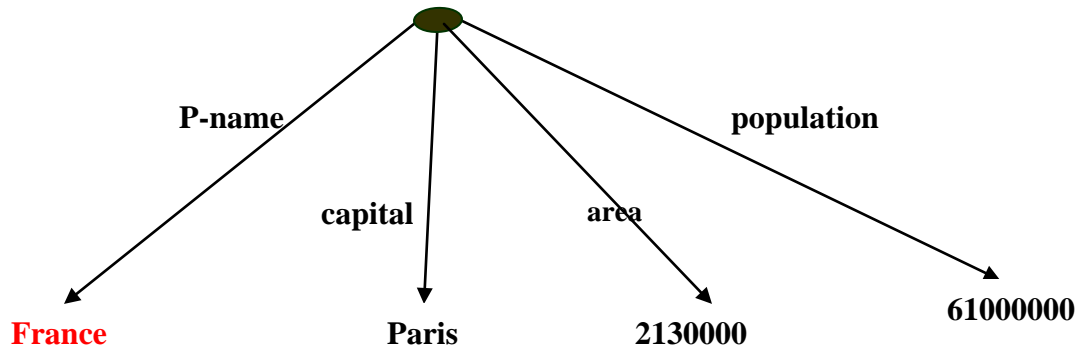 P-name
population
capital
area
France
Paris
2130000
61000000